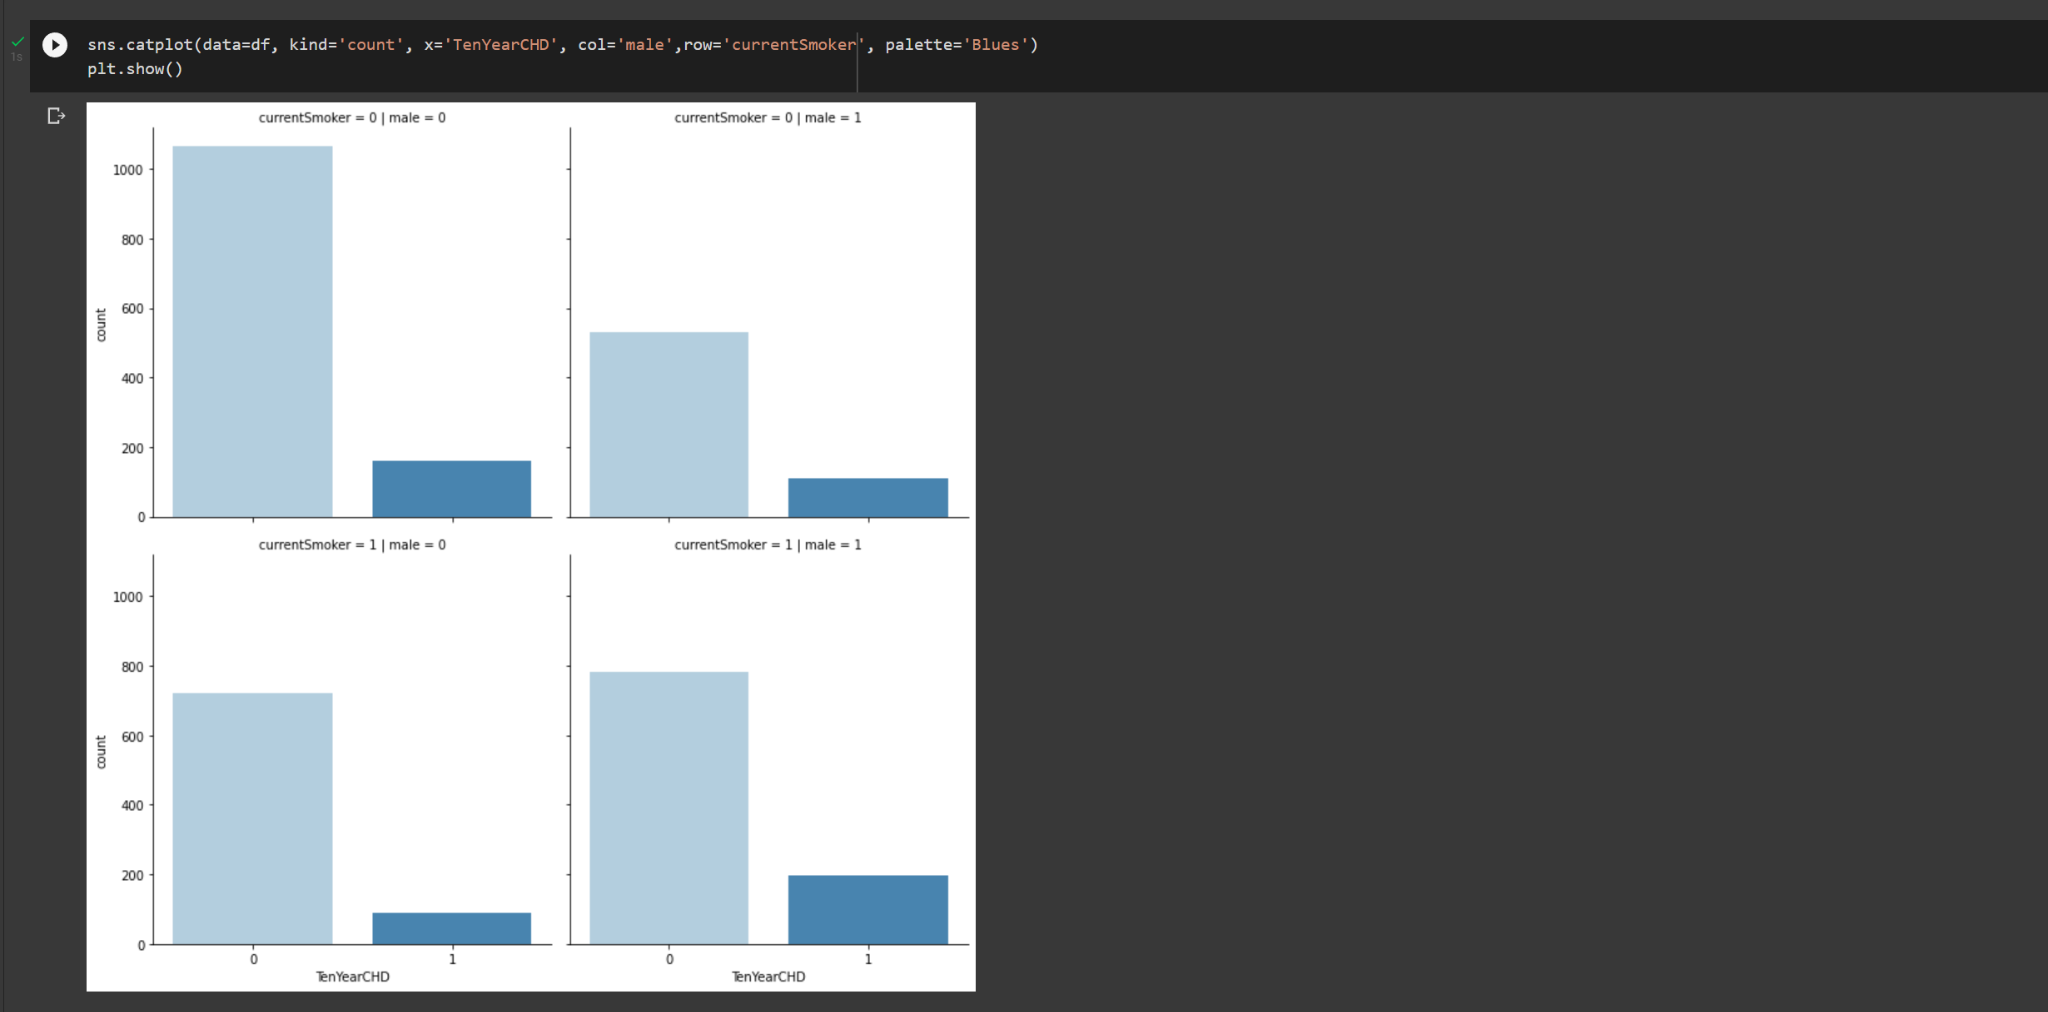 sns.catplot(data=df, kind='count', x='TenYearCHD', col='male',row='currentSmoker', palette='Blues')
1s
plt.show()
currentSmoker = 0 | male = 0
currentSmoker = 0 | male = 1
1000
800
600
400
200
0
count
currentSmoker = 1 | male = 0
currentSmoker = 1 | male = 1
1000
800
600
400
200
0
count
0 1
0 1
TenYearCHD
TenYearCHD